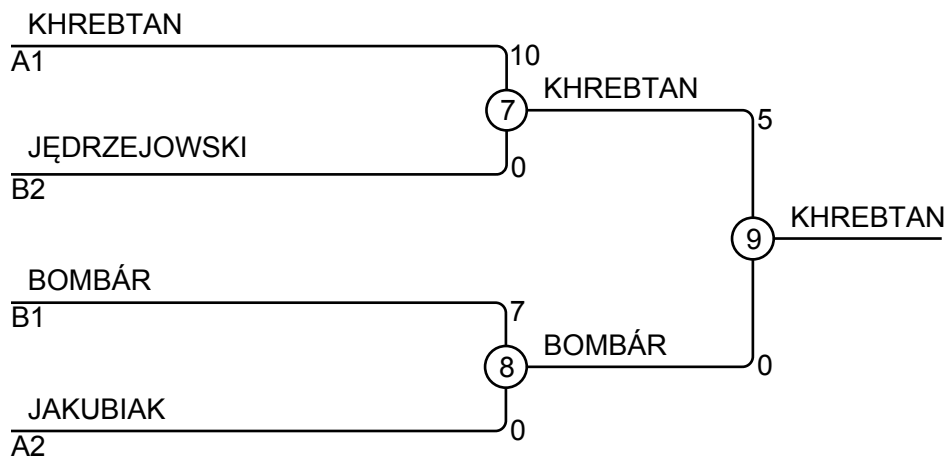 KHREBTAN
A1
10
7
KHREBTAN
5
JĘDRZEJOWSKI
B2
0
9
KHREBTAN
BOMBÁR
B1
7
8
BOMBÁR
0
JAKUBIAK
A2
0